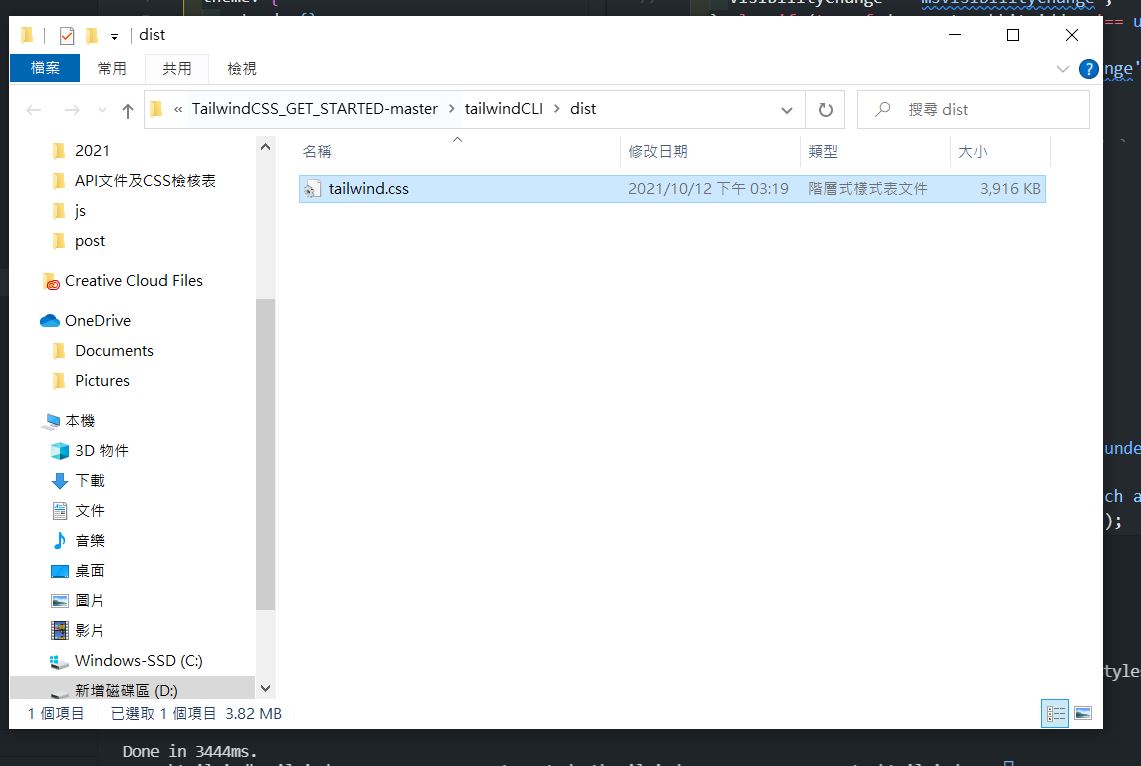 theme: {
dist
檔案 常用 共用 檢視
« TailwindCSS_GET_STARTED-master › tailwindCLI › dist
搜尋 dist
2021
API文件及CSS檢核表
js
post
Creative Cloud Files
OneDrive
Documents
Pictures
本機
3D 物件
下載
文件
音樂
桌面
圖片
影片
Windows-SSD (C:)
新增磁碟區 (D:)
名稱 修改日期 類型 大小
tailwind.css 2021/10/12 下午 03:19 階層式樣式表文件 3,916 KB
1 個項目 已選取 1 個項目 3.82 MB
== u
nge'
unde
ch a
);
tyle
Done in 3444ms.